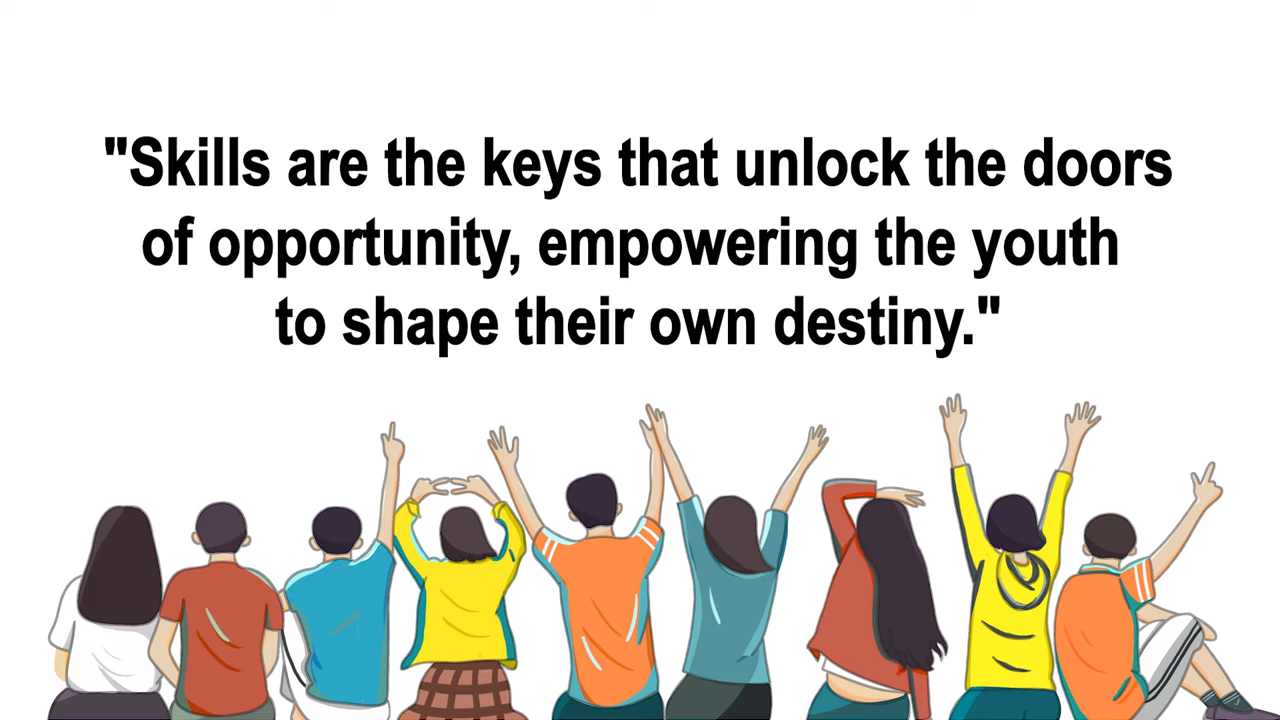 "Skills are the keys that unlock the doors
of opportunity, empowering the youth
to shape their own destiny."